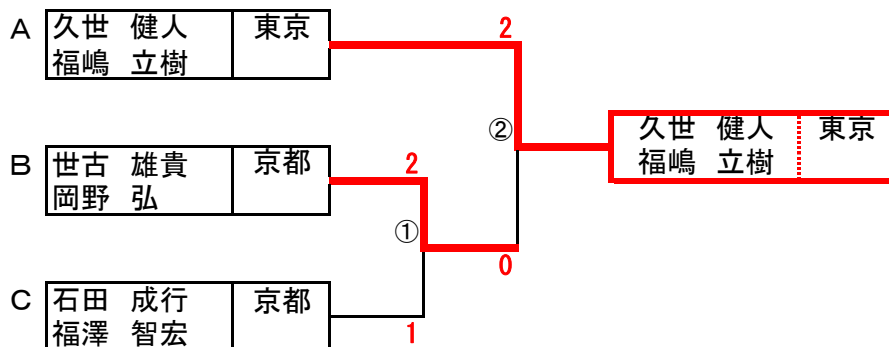 A 久世 健人 東京
福嶋 立樹
2
②
久世 健人 東京
福嶋 立樹
B 世古 雄貴 京都
岡野 弘
2
①
0
C 石田 成行 京都
福澤 智宏
1